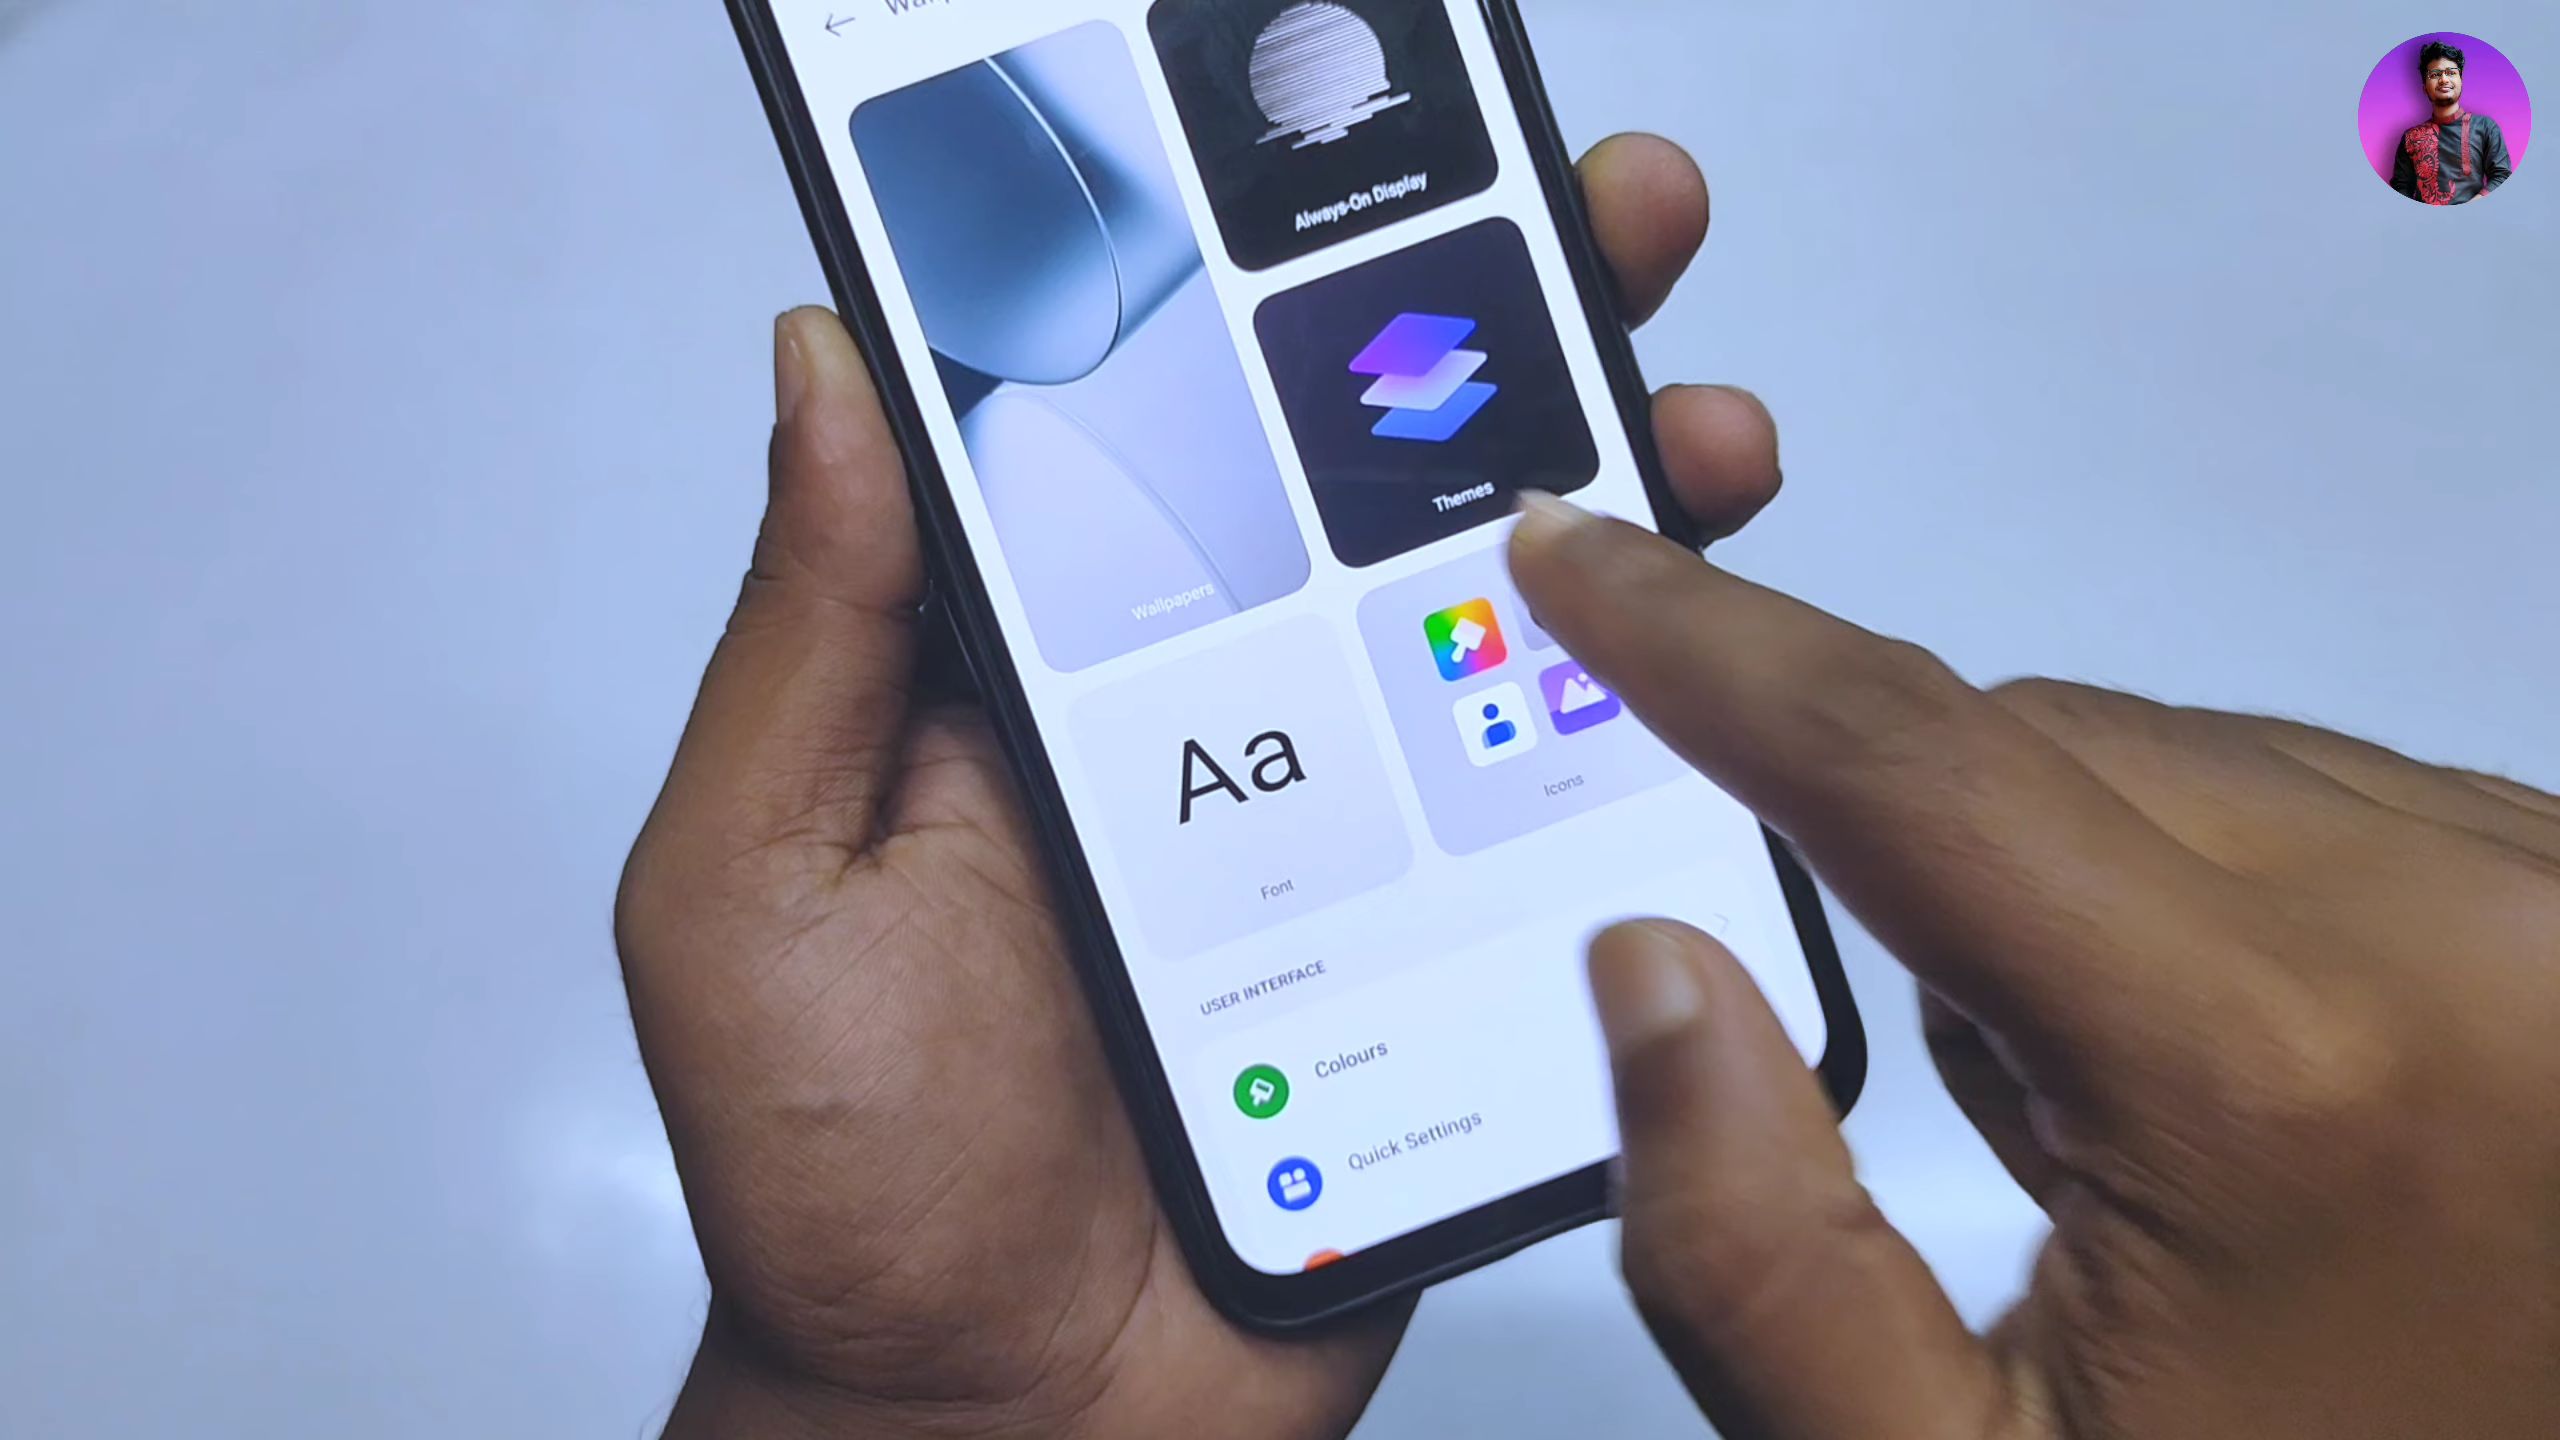 Always-On Display
Themes
Wallpapers
Aa
Font
Icons
USER INTERFACE
Colours
Quick Settings